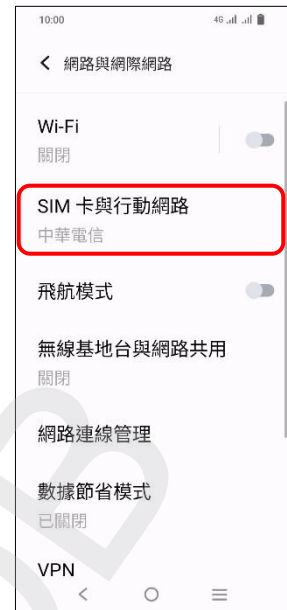 10:00 4G
網路與網際網路
Wi-Fi
關閉
SIM 卡與行動網路
中華電信
飛航模式
無線基地台與網路共用
關閉
網路連線管理
數據節省模式
已關閉
VPN